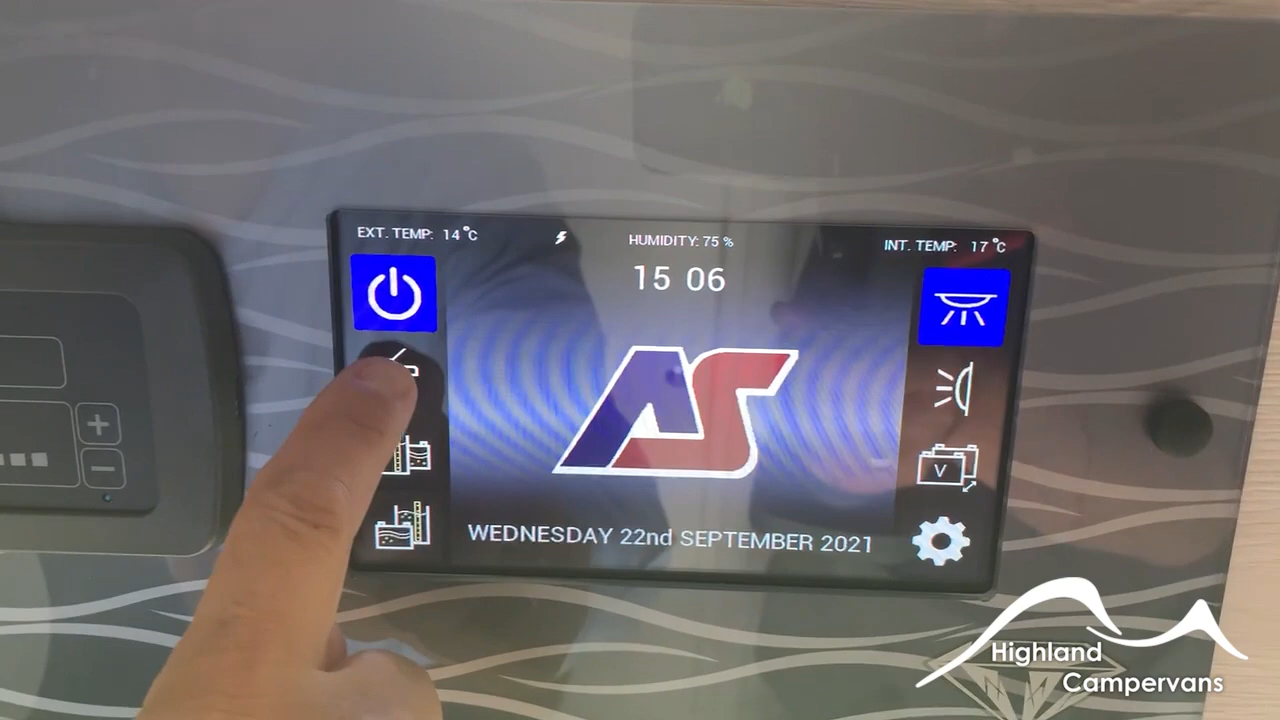 EXT. TEMP: 14°C
HUMIDITY: 75 %
INT. TEMP: 17°C
15 06
AS
V
WEDNESDAY 22nd SEPTEMBER 2021
+
−
Highland
Campervans